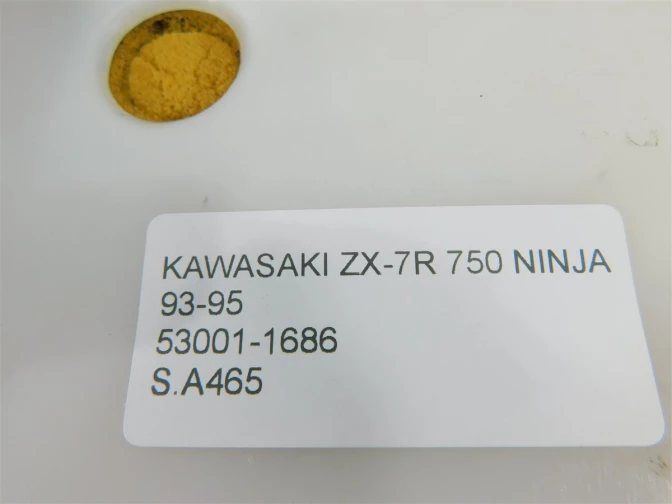 KAWASAKI ZX-7R 750 NINJA
93-95
53001-1686
S.A465